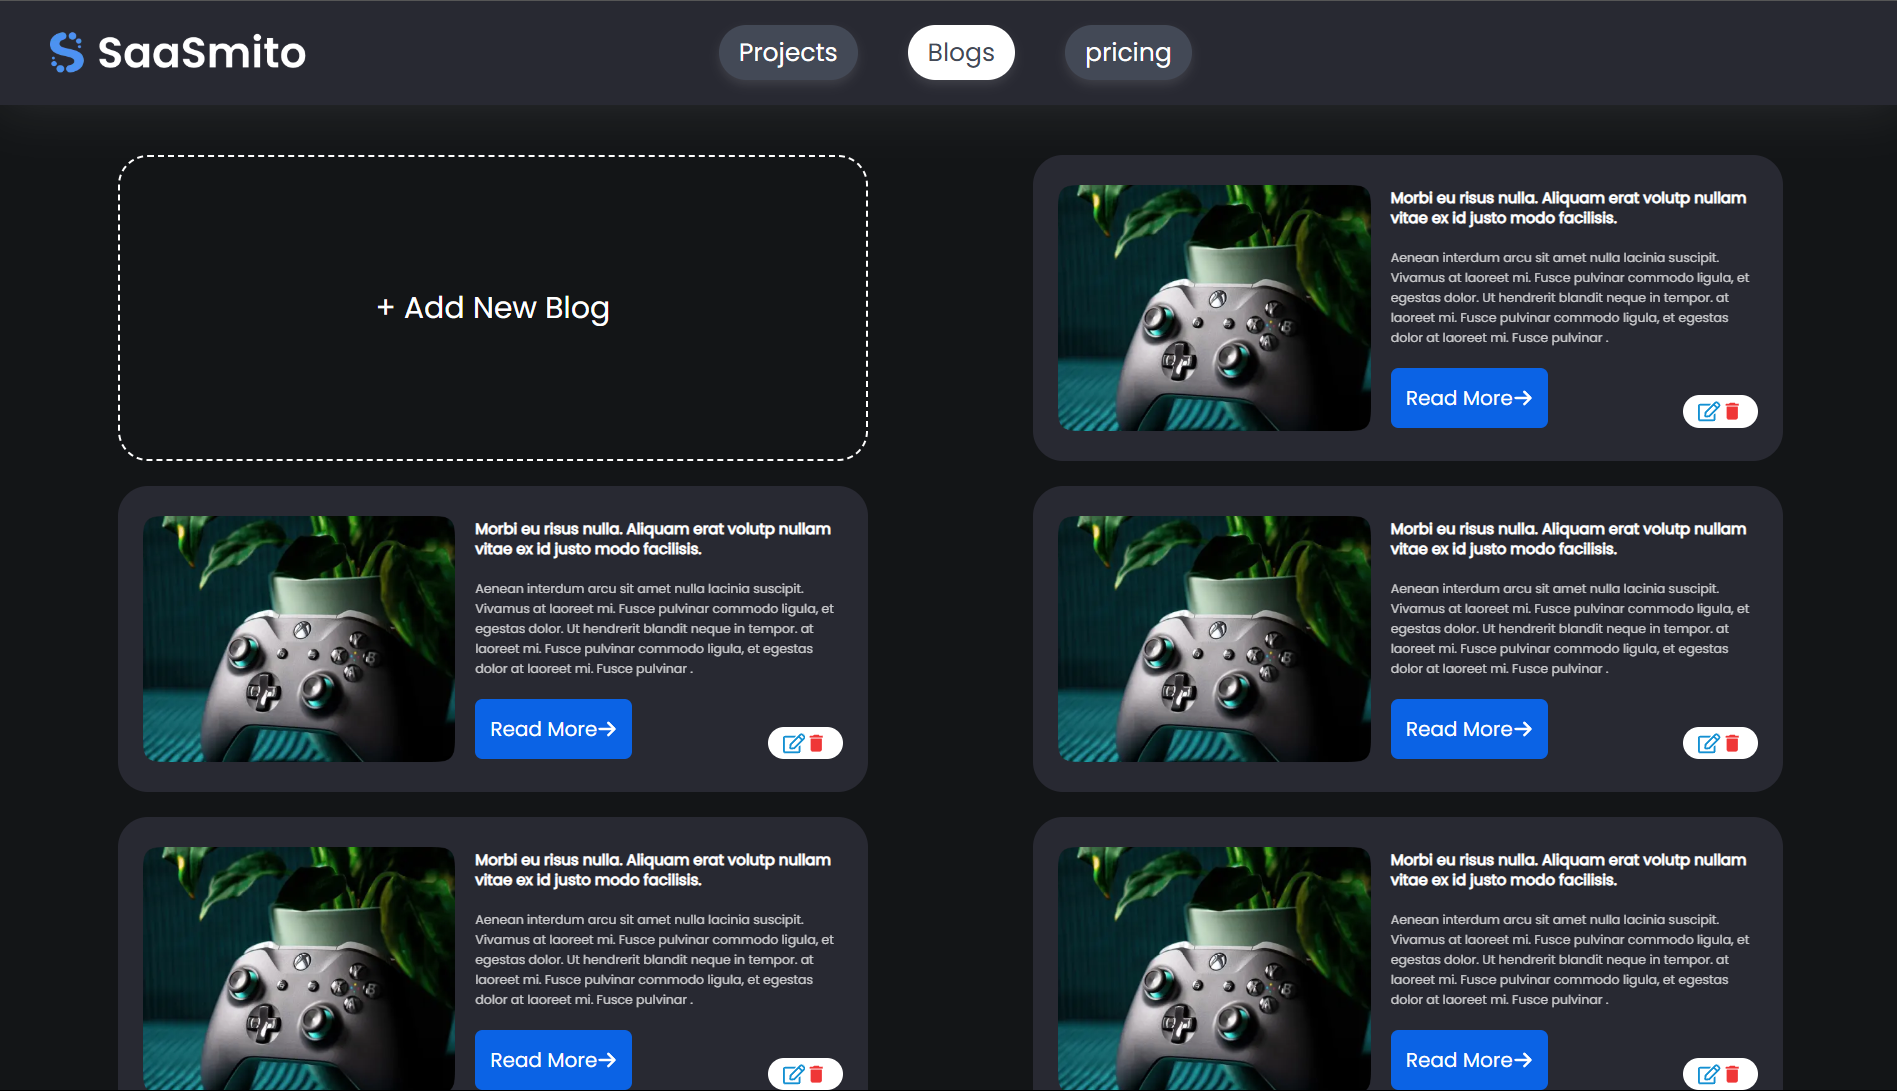 SaaSmito
Projects
Blogs
pricing
+ Add New Blog
Morbi eu risus nulla. Aliquam erat volutp nullam
vitae ex id justo modo facilisis.
Aenean interdum arcu sit amet nulla lacinia suscipit.
Vivamus at laoreet mi. Fusce pulvinar commodo ligula, et
egestas dolor. Ut hendrerit blandit neque in tempor. at
laoreet mi. Fusce pulvinar commodo ligula, et egestas
dolor at laoreet mi. Fusce pulvinar .
Read More→
Morbi eu risus nulla. Aliquam erat volutp nullam
vitae ex id justo modo facilisis.
Aenean interdum arcu sit amet nulla lacinia suscipit.
Vivamus at laoreet mi. Fusce pulvinar commodo ligula, et
egestas dolor. Ut hendrerit blandit neque in tempor. at
laoreet mi. Fusce pulvinar commodo ligula, et egestas
dolor at laoreet mi. Fusce pulvinar .
Read More→
Morbi eu risus nulla. Aliquam erat volutp nullam
vitae ex id justo modo facilisis.
Aenean interdum arcu sit amet nulla lacinia suscipit.
Vivamus at laoreet mi. Fusce pulvinar commodo ligula, et
egestas dolor. Ut hendrerit blandit neque in tempor. at
laoreet mi. Fusce pulvinar commodo ligula, et egestas
dolor at laoreet mi. Fusce pulvinar .
Read More→
Morbi eu risus nulla. Aliquam erat volutp nullam
vitae ex id justo modo facilisis.
Aenean interdum arcu sit amet nulla lacinia suscipit.
Vivamus at laoreet mi. Fusce pulvinar commodo ligula, et
egestas dolor. Ut hendrerit blandit neque in tempor. at
laoreet mi. Fusce pulvinar commodo ligula, et egestas
dolor at laoreet mi. Fusce pulvinar .
Read More→
Morbi eu risus nulla. Aliquam erat volutp nullam
vitae ex id justo modo facilisis.
Aenean interdum arcu sit amet nulla lacinia suscipit.
Vivamus at laoreet mi. Fusce pulvinar commodo ligula, et
egestas dolor. Ut hendrerit blandit neque in tempor. at
laoreet mi. Fusce pulvinar commodo ligula, et egestas
dolor at laoreet mi. Fusce pulvinar .
Read More→